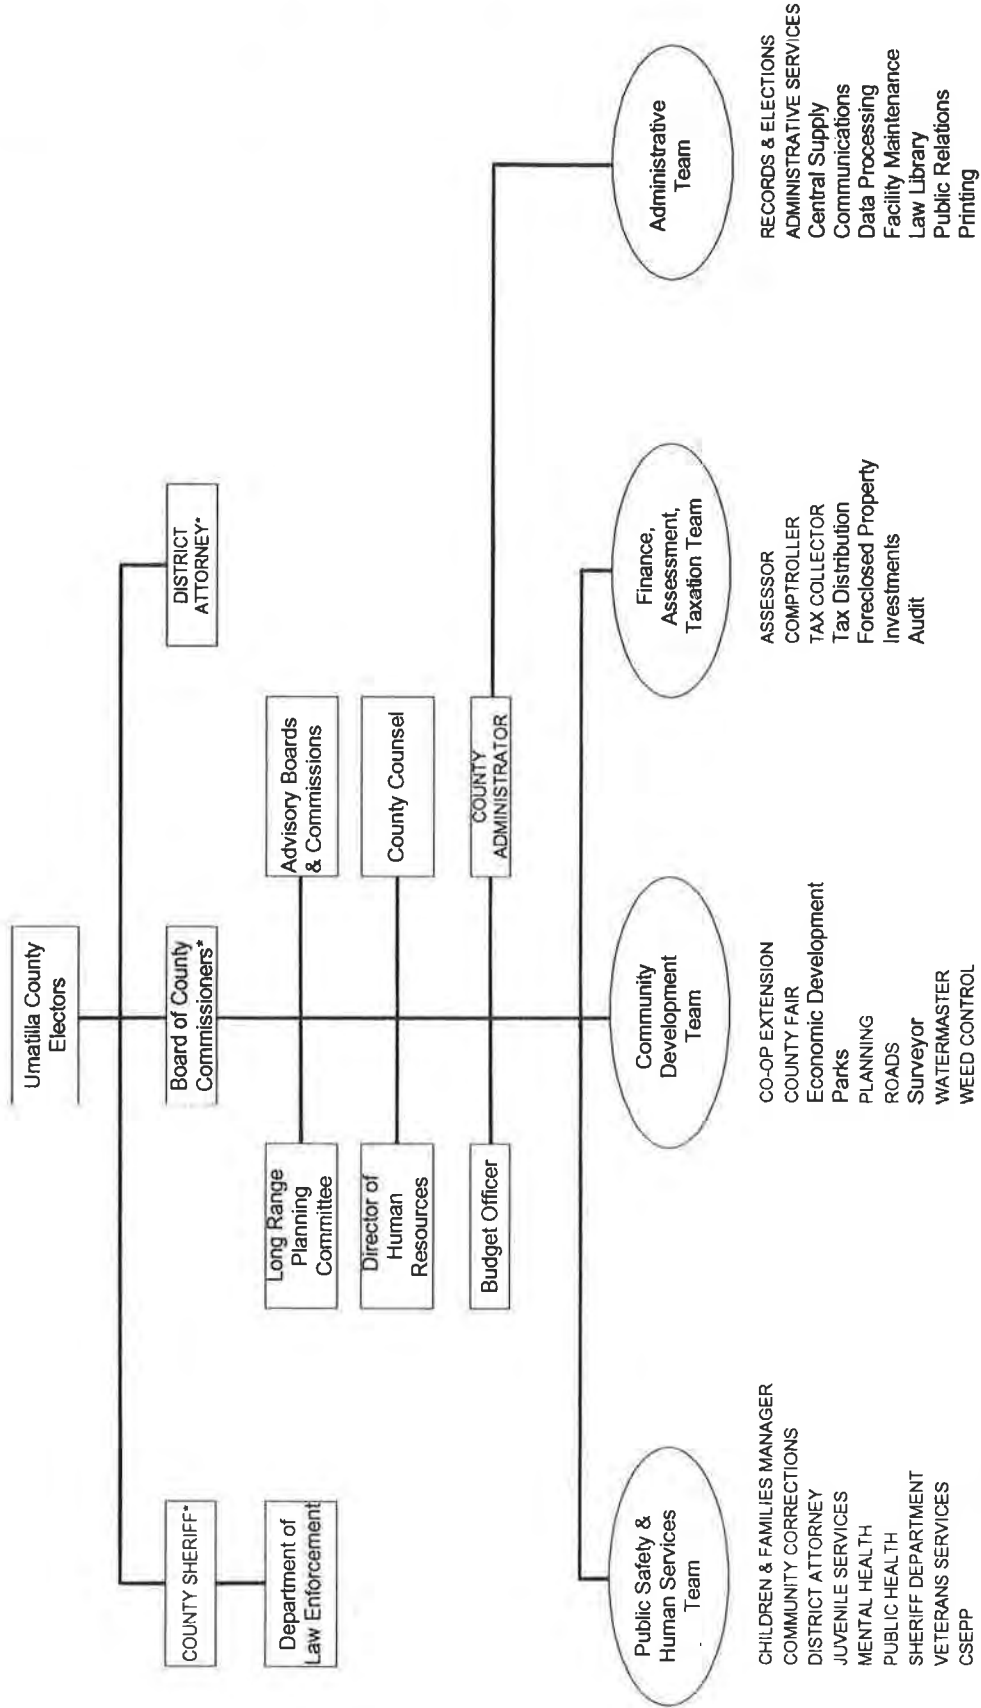 Umatilla County
Electors
COUNTY SHERIFF*
Board of County
Commissioners*
DISTRICT
ATTORNEY*
Department of
Law Enforcement
Long Range
Planning
Committee
Advisory Boards
& Commissions
Director of
Human
Resources
County Counsel
Budget Officer
COUNTY
ADMINISTRATOR
Public Safety &
Human Services
Team
Community
Development
Team
Finance,
Assessment,
Taxation Team
Administrative
Team
CHILDREN & FAMILIES MANAGER
COMMUNITY CORRECTIONS
DISTRICT ATTORNEY
JUVENILE SERVICES
MENTAL HEALTH
PUBLIC HEALTH
SHERIFF DEPARTMENT
VETERANS SERVICES
CSEPP
CO-OP EXTENSION
COUNTY FAIR
Economic Development
Parks
PLANNING
ROADS
Surveyor
WATERMASTER
WEED CONTROL
ASSESSOR
COMPTROLLER
TAX COLLECTOR
Tax Distribution
Foreclosed Property
Investments
Audit
RECORDS & ELECTIONS
ADMINISTRATIVE SERVICES
Central Supply
Communications
Data Processing
Facility Maintenance
Law Library
Public Relations
Printing